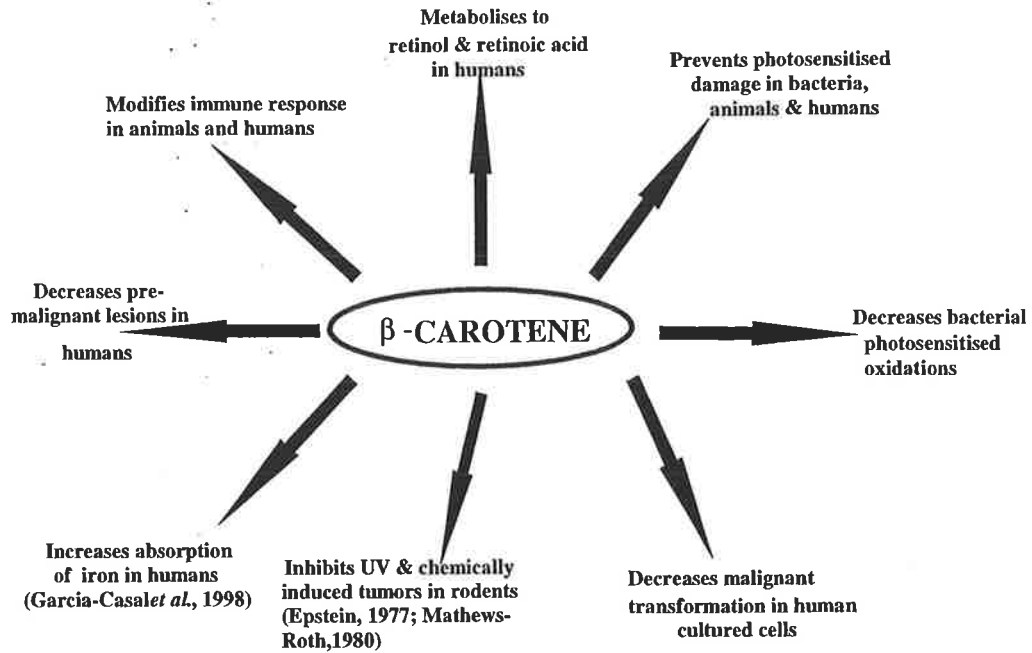 Metabolises to
retinol & retinoic acid
in humans
Prevents photosensitised
damage in bacteria,
animals & humans
Modifies immune response
in animals and humans
Decreases pre-
malignant lesions in
humans
β-CAROTENE
Decreases bacterial
photosensitised
oxidations
Increases absorption
of iron in humans
(Garcia-Casalet al., 1998)
Inhibits UV & chemically
induced tumors in rodents
(Epstein, 1977; Mathews-
Roth,1980)
Decreases malignant
transformation in human
cultured cells